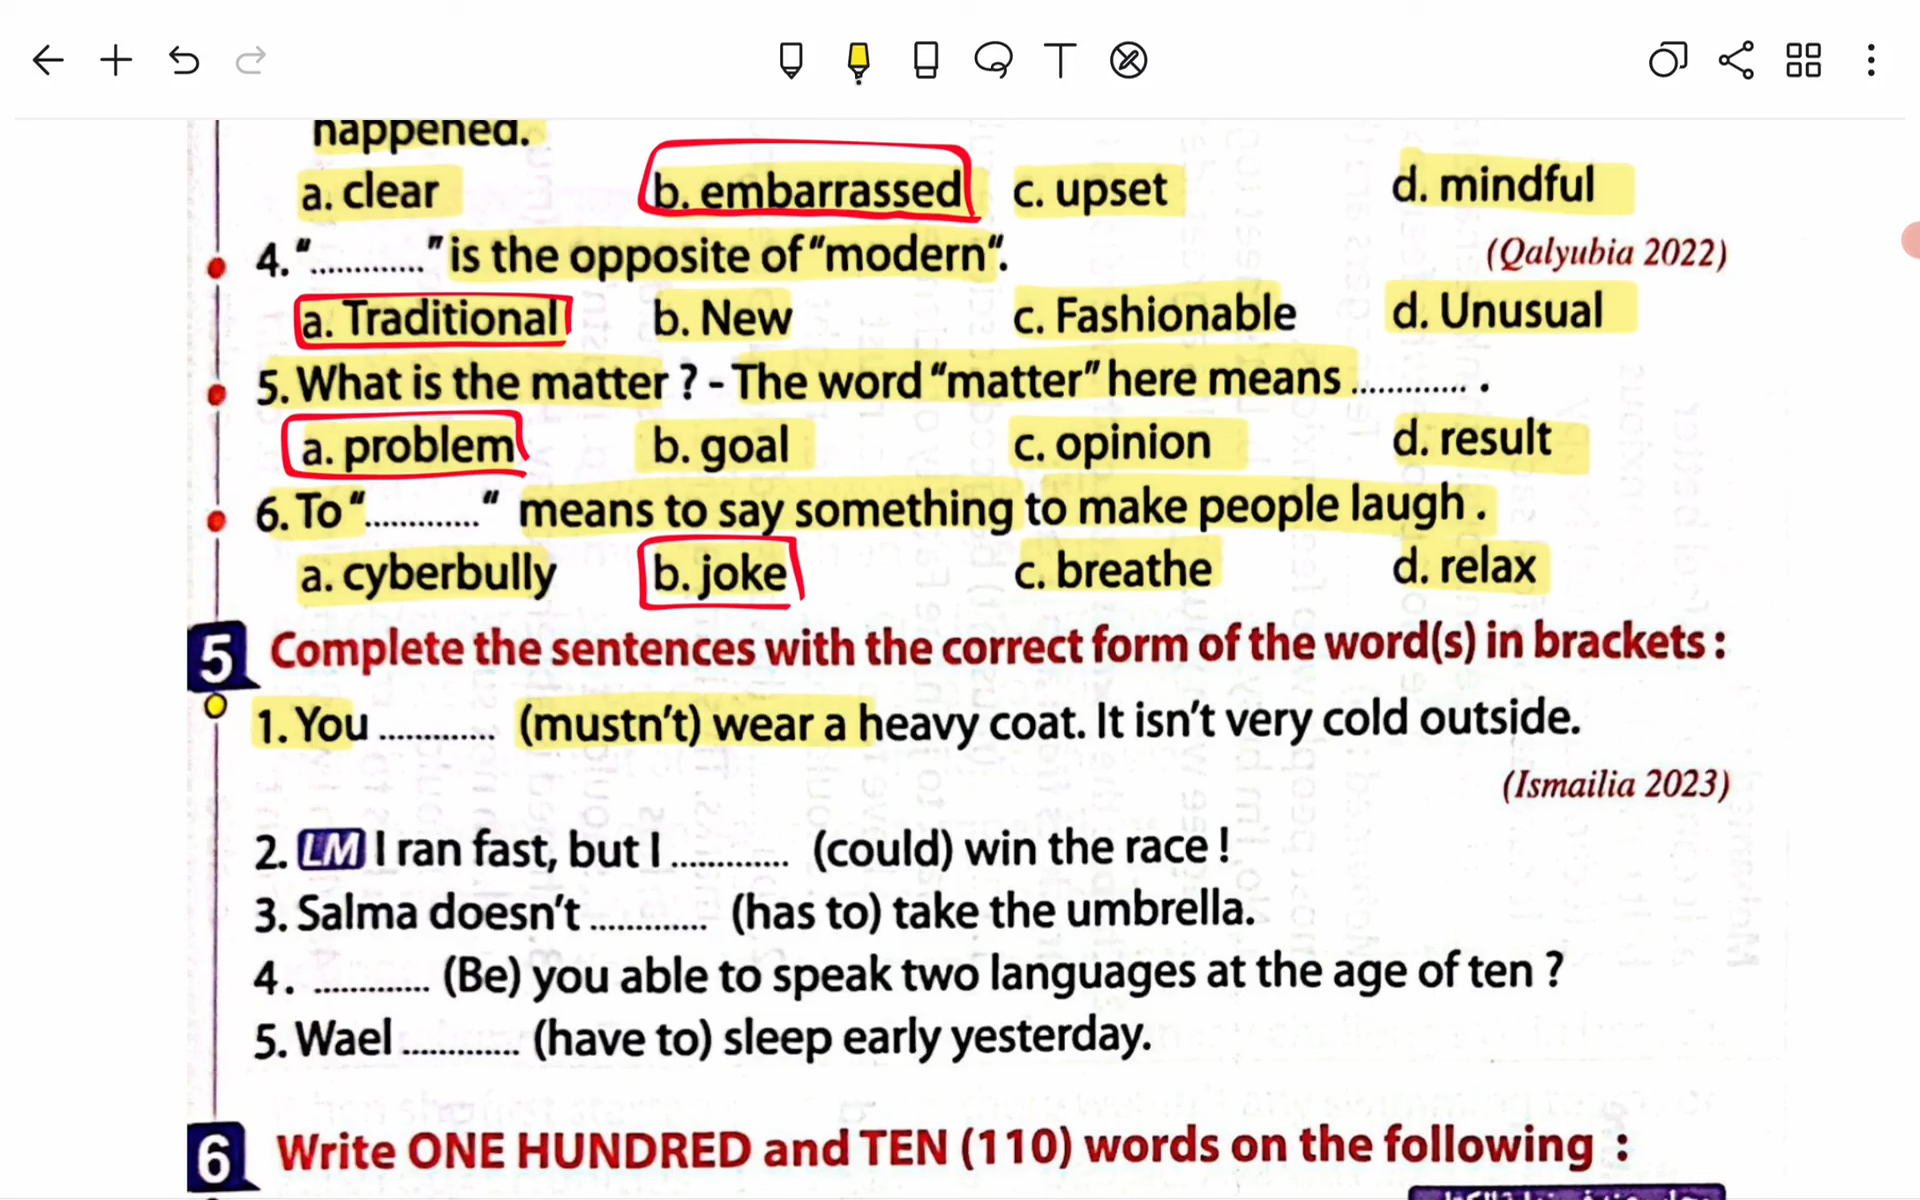 happened.
a. clear b. embarrassed c. upset d. mindful
4. "............." is the opposite of "modern". (Qalyubia 2022)
a. Traditional b. New c. Fashionable d. Unusual
5. What is the matter ? - The word "matter" here means ............. .
a. problem b. goal c. opinion d. result
6. To "............." means to say something to make people laugh .
a. cyberbully b. joke c. breathe d. relax
5 Complete the sentences with the correct form of the word(s) in brackets :
1. You ............. (mustn't) wear a heavy coat. It isn't very cold outside.
(Ismailia 2023)
2. LM I ran fast, but I ............. (could) win the race !
3. Salma doesn't ............. (has to) take the umbrella.
4. ............. (Be) you able to speak two languages at the age of ten ?
5. Wael ............. (have to) sleep early yesterday.
6 Write ONE HUNDRED and TEN (110) words on the following :